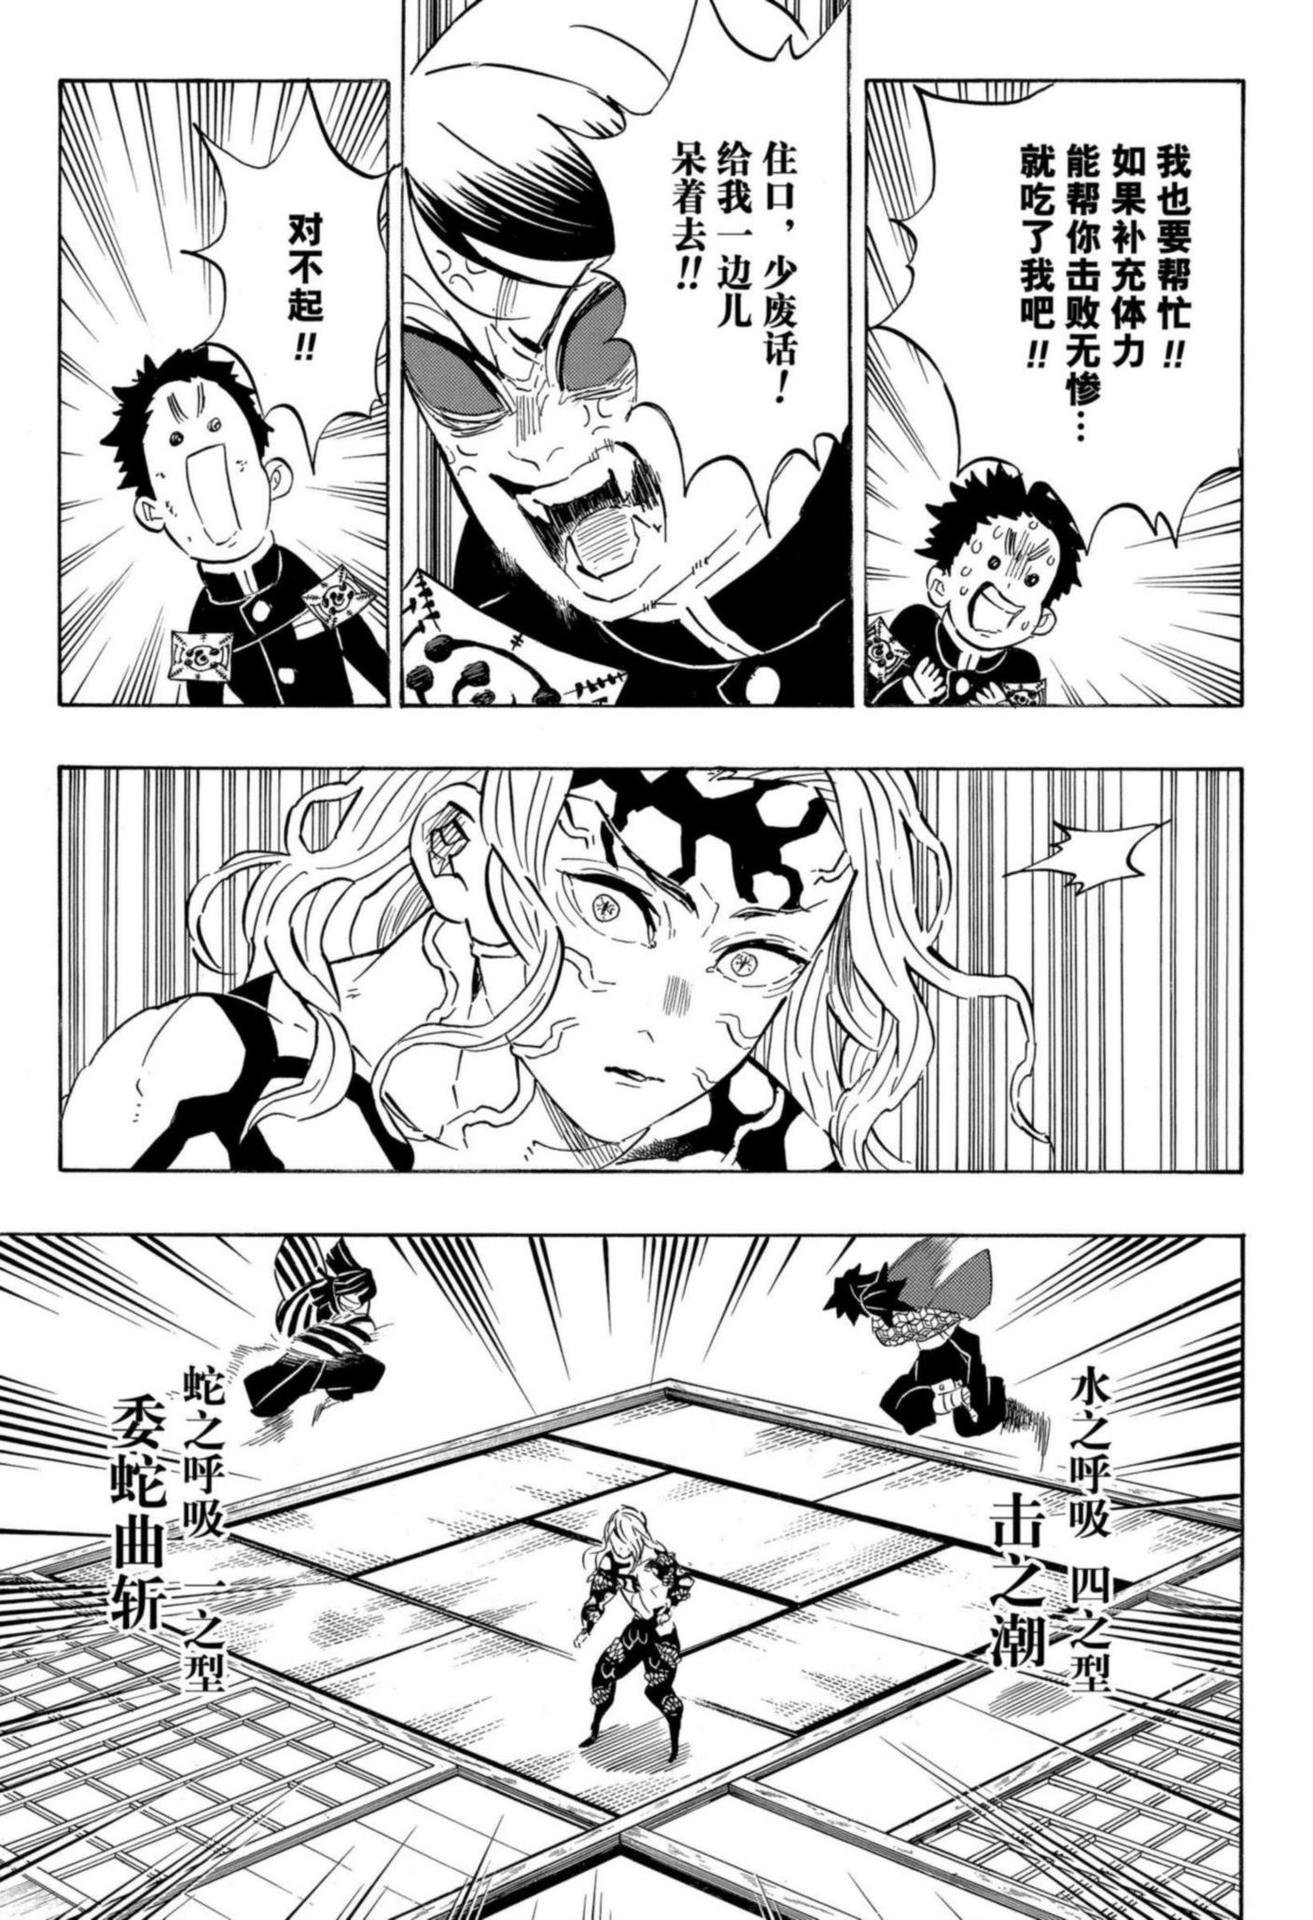 我也要帮忙!!
如果补充体力
能帮你击败无惨…
就吃了我吧!!
住口，少废话！
给我一边儿
呆着去!!
对不起!!
水之呼吸 四之型
击之潮
蛇之呼吸 一之型
委蛇曲斩